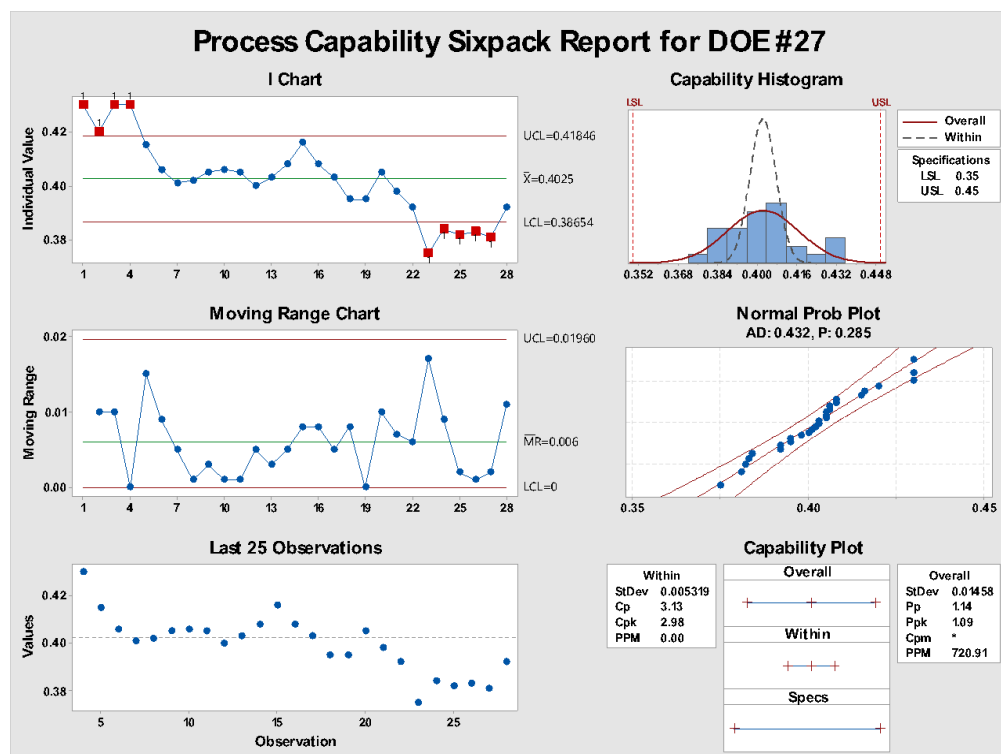 Process Capability Sixpack Report for DOE #27
I Chart
Individual Value
0.42
0.40
0.38
1
1
1
1
1
1
1
1
1
UCL=0.41846
X̄=0.4025
LCL=0.38654
1 4 7 10 13 16 19 22 25 28
Capability Histogram
LSL USL
0.352 0.368 0.384 0.400 0.416 0.432 0.448
Overall
Within
Specifications
LSL 0.35
USL 0.45
Moving Range Chart
Moving Range
0.02
0.01
0.00
UCL=0.01960
M̄R̄=0.006
LCL=0
1 4 7 10 13 16 19 22 25 28
Normal Prob Plot
AD: 0.432, P: 0.285
0.35 0.40 0.45
Last 25 Observations
Values
0.40
0.38
5 10 15 20 25
Observation
Capability Plot
Within
StDev 0.005319
Cp 3.13
Cpk 2.98
PPM 0.00
Overall
Within
Specs
Overall
StDev 0.01458
Pp 1.14
Ppk 1.09
Cpm *
PPM 720.91